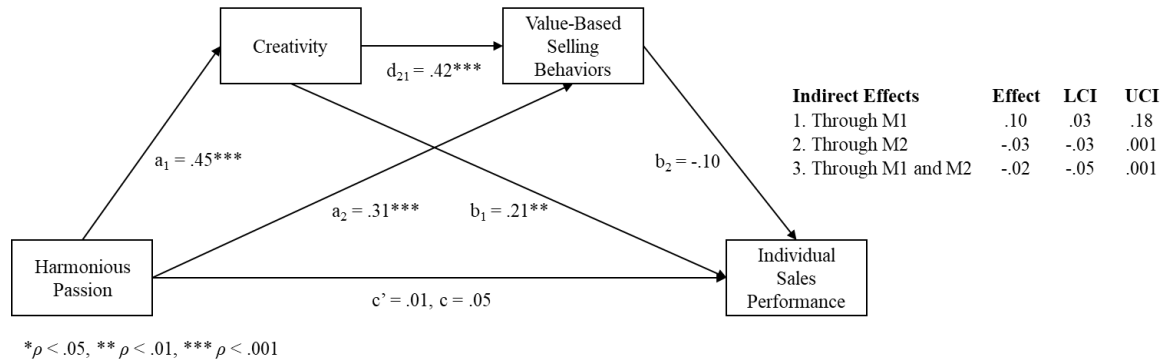 Creativity
Value-Based
Selling
Behaviors
d₂₁ = .42***
Indirect Effects Effect LCI UCI
1. Through M1 .10 .03 .18
2. Through M2 -.03 -.03 .001
3. Through M1 and M2 -.02 -.05 .001
a₁ = .45***
b₂ = -.10
a₂ = .31***
b₁ = .21**
Harmonious
Passion
Individual
Sales
Performance
c’ = .01, c = .05
*ρ < .05, ** ρ < .01, *** ρ < .001